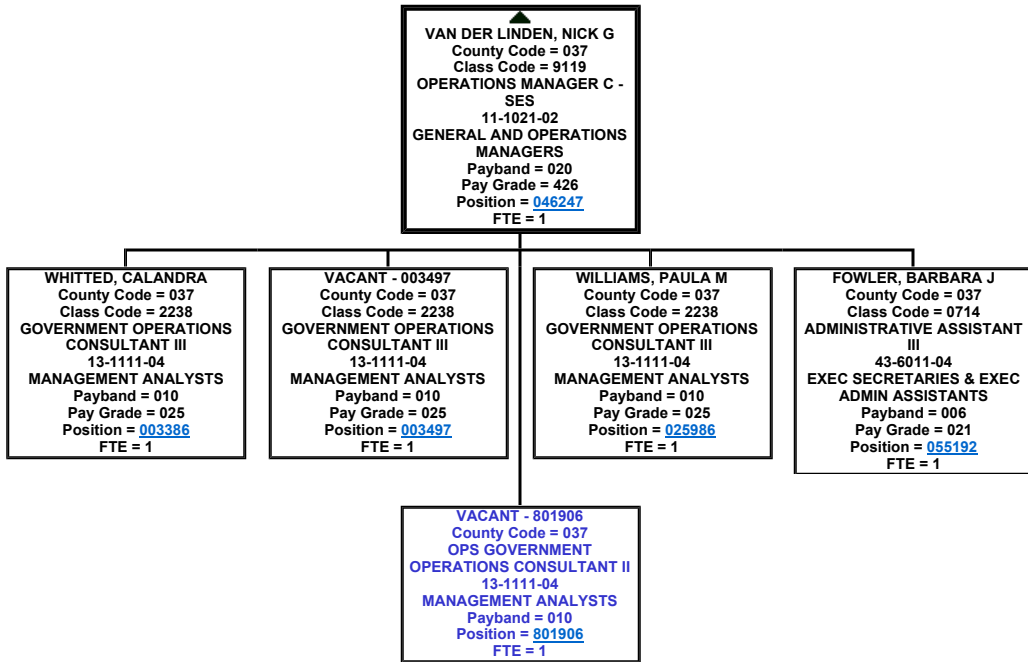 VAN DER LINDEN, NICK G
County Code = 037
Class Code = 9119
OPERATIONS MANAGER C -
SES
11-1021-02
GENERAL AND OPERATIONS
MANAGERS
Payband = 020
Pay Grade = 426
Position = 046247
FTE = 1
WHITTED, CALANDRA
County Code = 037
Class Code = 2238
GOVERNMENT OPERATIONS
CONSULTANT III
13-1111-04
MANAGEMENT ANALYSTS
Payband = 010
Pay Grade = 025
Position = 003386
FTE = 1
VACANT - 003497
County Code = 037
Class Code = 2238
GOVERNMENT OPERATIONS
CONSULTANT III
13-1111-04
MANAGEMENT ANALYSTS
Payband = 010
Pay Grade = 025
Position = 003497
FTE = 1
WILLIAMS, PAULA M
County Code = 037
Class Code = 2238
GOVERNMENT OPERATIONS
CONSULTANT III
13-1111-04
MANAGEMENT ANALYSTS
Payband = 010
Pay Grade = 025
Position = 025986
FTE = 1
FOWLER, BARBARA J
County Code = 037
Class Code = 0714
ADMINISTRATIVE ASSISTANT
III
43-6011-04
EXEC SECRETARIES & EXEC
ADMIN ASSISTANTS
Payband = 006
Pay Grade = 021
Position = 055192
FTE = 1
VACANT - 801906
County Code = 037
OPS GOVERNMENT
OPERATIONS CONSULTANT II
13-1111-04
MANAGEMENT ANALYSTS
Payband = 010
Position = 801906
FTE = 1